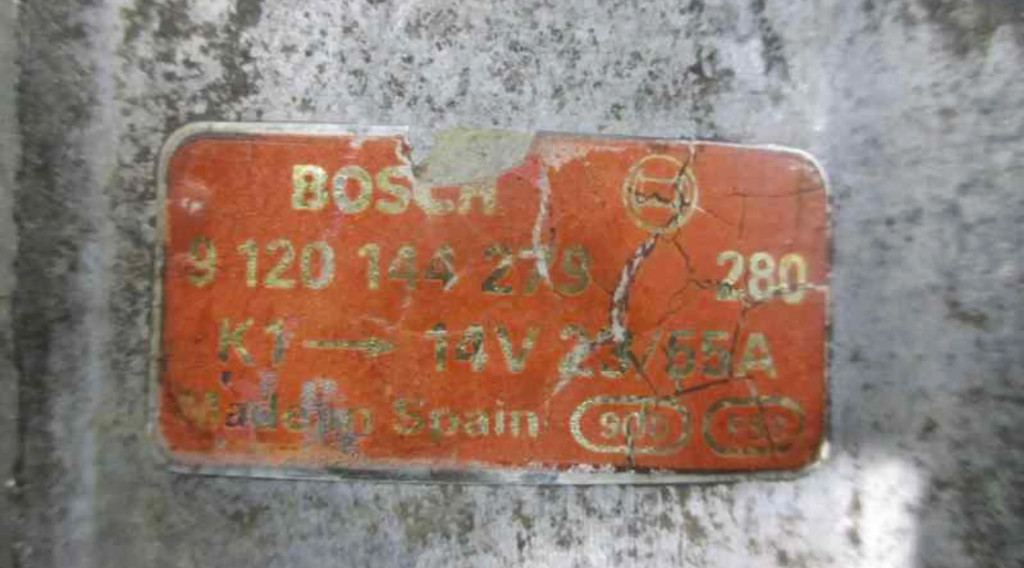 BOSCH
9 120 144 279 280
K1 → 14V 23/55A
Made in Spain